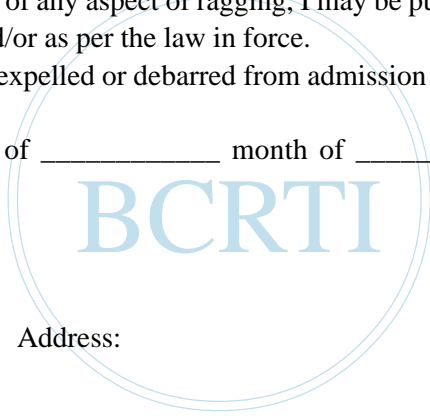 of any aspect of ragging, I may be
d/or as per the law in force.
expelled or debarred from admission
of ____________ month of _____
BCRTI
Address: